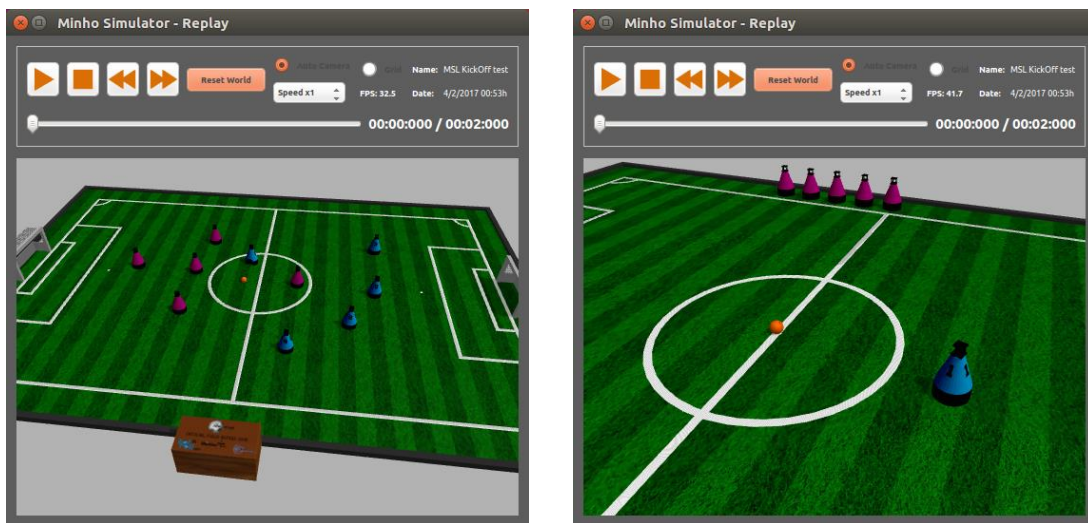 Minho Simulator - Replay
Auto Camera Grid Name: MSL KickOff test
Reset World
Speed x1 FPS: 32.5 Date: 4/2/2017 00:53h
00:00:000 / 00:02:000
Minho Simulator - Replay
Auto Camera Grid Name: MSL KickOff test
Reset World
Speed x1 FPS: 41.7 Date: 4/2/2017 00:53h
00:00:000 / 00:02:000
1 1